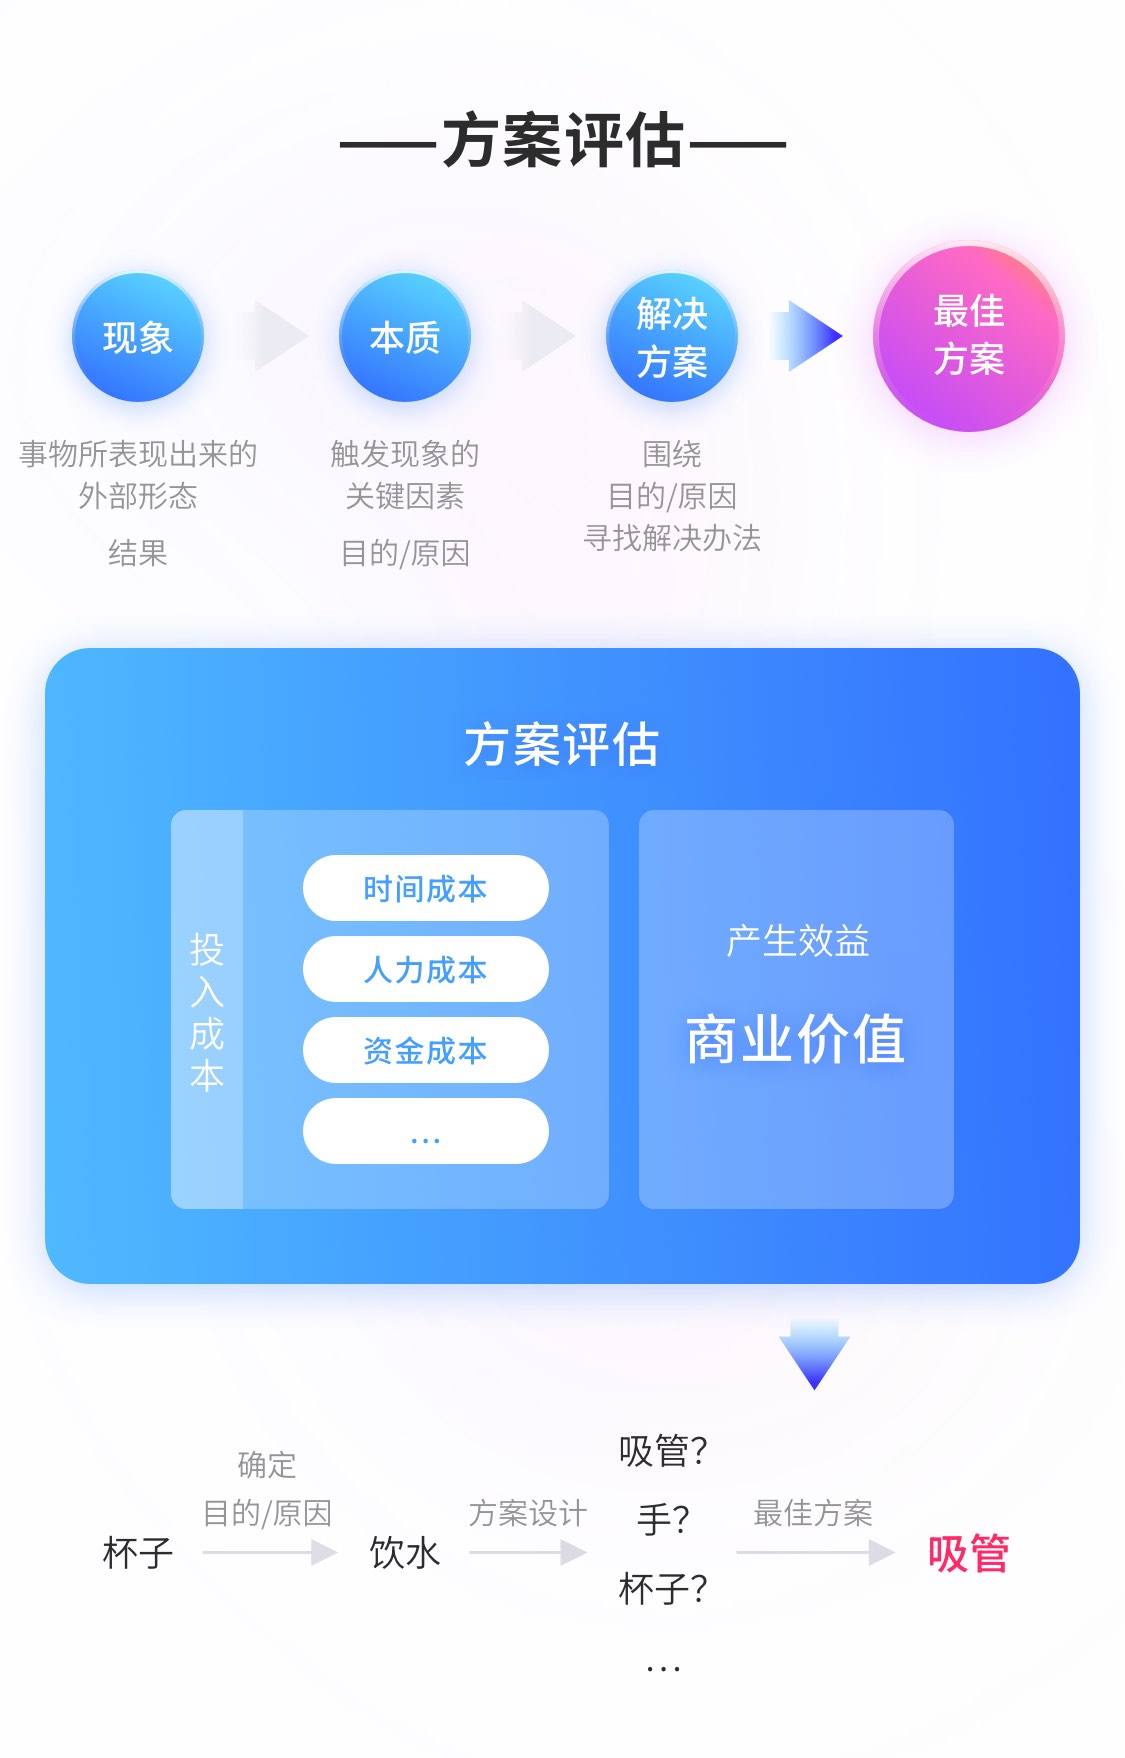 ——方案评估——
现象
本质
解决
方案
最佳
方案
事物所表现出来的
外部形态
结果
触发现象的
关键因素
目的/原因
围绕
目的/原因
寻找解决办法
方案评估
投
入
成
本
时间成本
人力成本
资金成本
...
产生效益
商业价值
杯子
确定
目的/原因
饮水
方案设计
吸管？
手？
杯子？
...
最佳方案
吸管